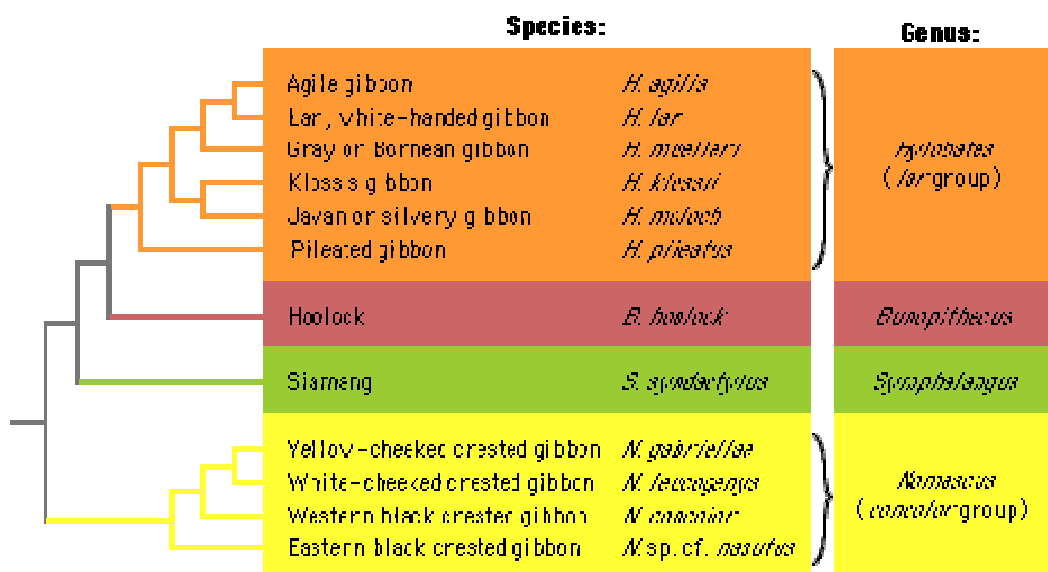 Species: Genus:
Agile gibbon H. agilis
Lar, white-handed gibbon H. lar
Gray or Bornean gibbon H. muelleri
Kloss's gibbon H. klossii
Javan or silvery gibbon H. moloch
Pileated gibbon H. pileatus
Hylobates
(lar group)
Hoolock B. hoolock Bunopithecus
Siamang S. syndactylus Symphalangus
Yellow-cheeked crested gibbon N. gabriellae
White-cheeked crested gibbon N. leucogenys
Western black crested gibbon N. concolor
Eastern black crested gibbon N. sp. cf. nasutus
Nomascus
(concolor group)